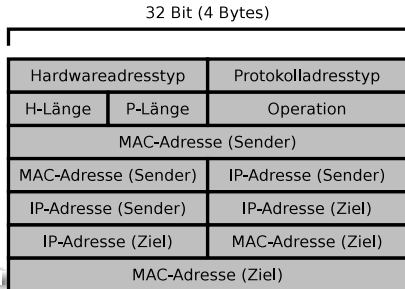 32 Bit (4 Bytes)
Hardwareadresstyp Protokolladresstyp
H-Länge P-Länge Operation
MAC-Adresse (Sender)
MAC-Adresse (Sender) IP-Adresse (Sender)
IP-Adresse (Sender) IP-Adresse (Ziel)
IP-Adresse (Ziel) MAC-Adresse (Ziel)
MAC-Adresse (Ziel)